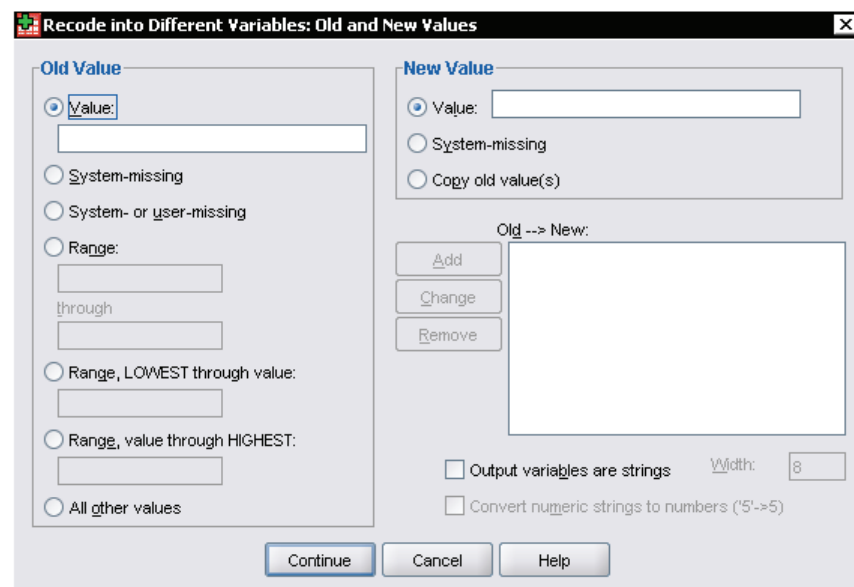 Recode into Different Variables: Old and New Values
Old Value
Value:
System-missing
System- or user-missing
Range:
through
Range, LOWEST through value:
Range, value through HIGHEST:
All other values
New Value
Value:
System-missing
Copy old value(s)
Old --> New:
Add
Change
Remove
Output variables are strings
Width:
8
Convert numeric strings to numbers ('5'->5)
Continue
Cancel
Help